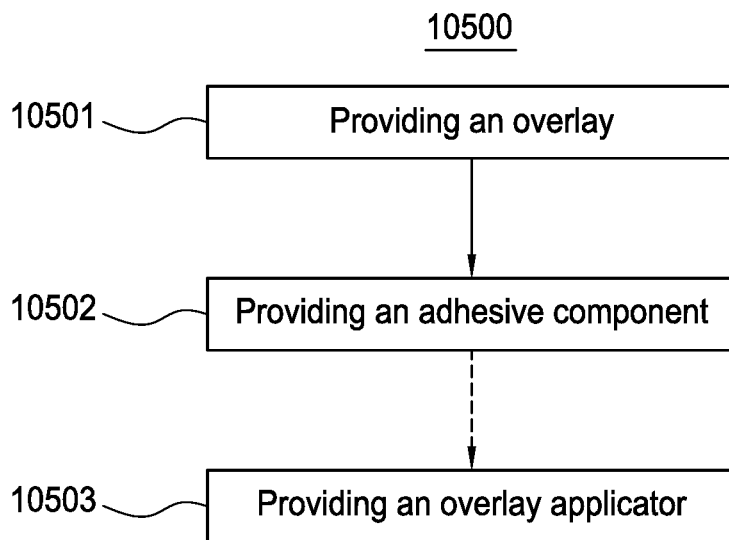 10500
10501
Providing an overlay
10502
Providing an adhesive component
10503
Providing an overlay applicator